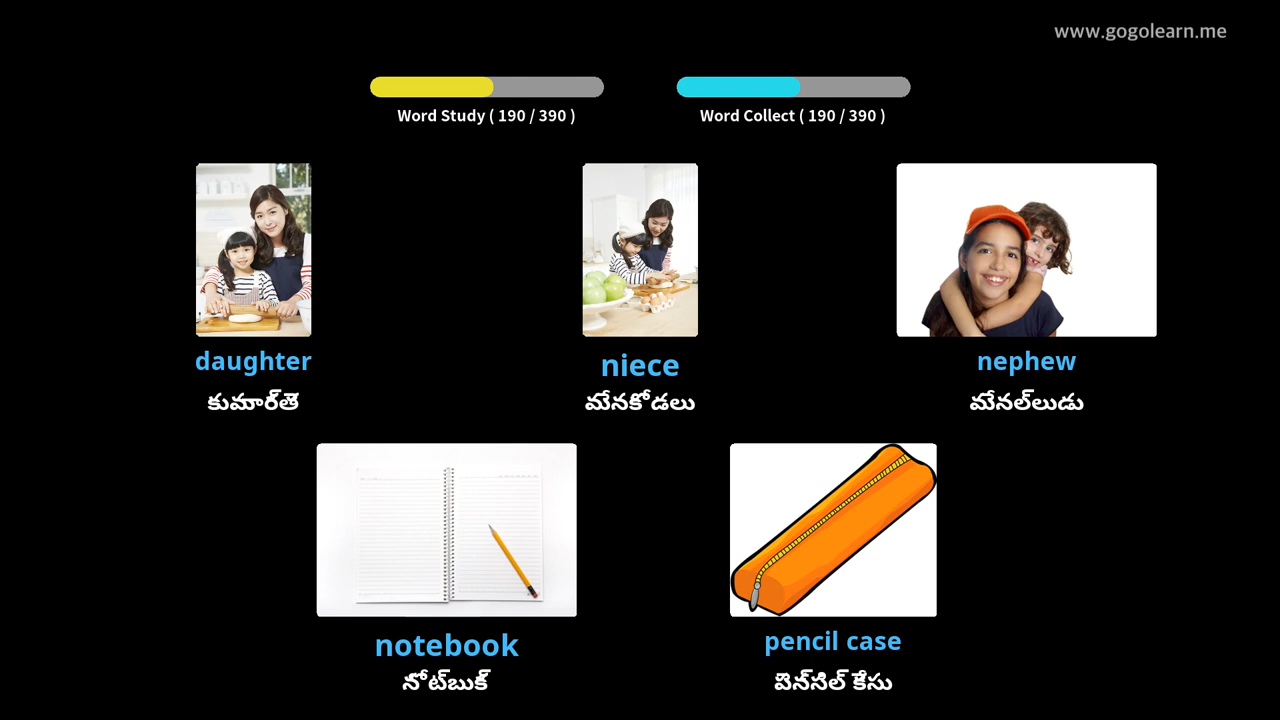 www.gogolearn.me
Word Study ( 190 / 390 )
Word Collect ( 190 / 390 )
daughter
niece
nephew
కుమార్తె
మేనకోడలు
మేనల్లుడు
notebook
pencil case
నోట్‌బుక్
పెన్సిల్ కేసు